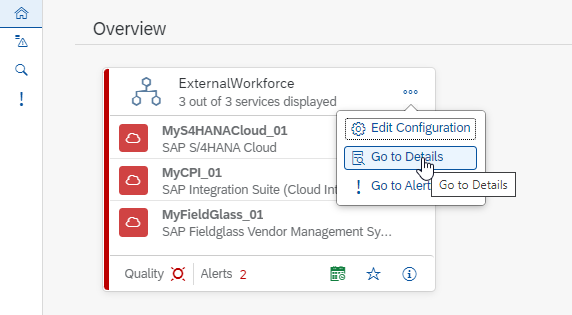 Overview
ExternalWorkforce
3 out of 3 services displayed
Edit Configuration
MyS4HANACloud_01
SAP S/4HANA Cloud
Go to Details
MyCPI_01
SAP Integration Suite (Cloud Int
Go to Alert
Go to Details
MyFieldGlass_01
SAP Fieldglass Vendor Management Sy...
Quality Alerts 2